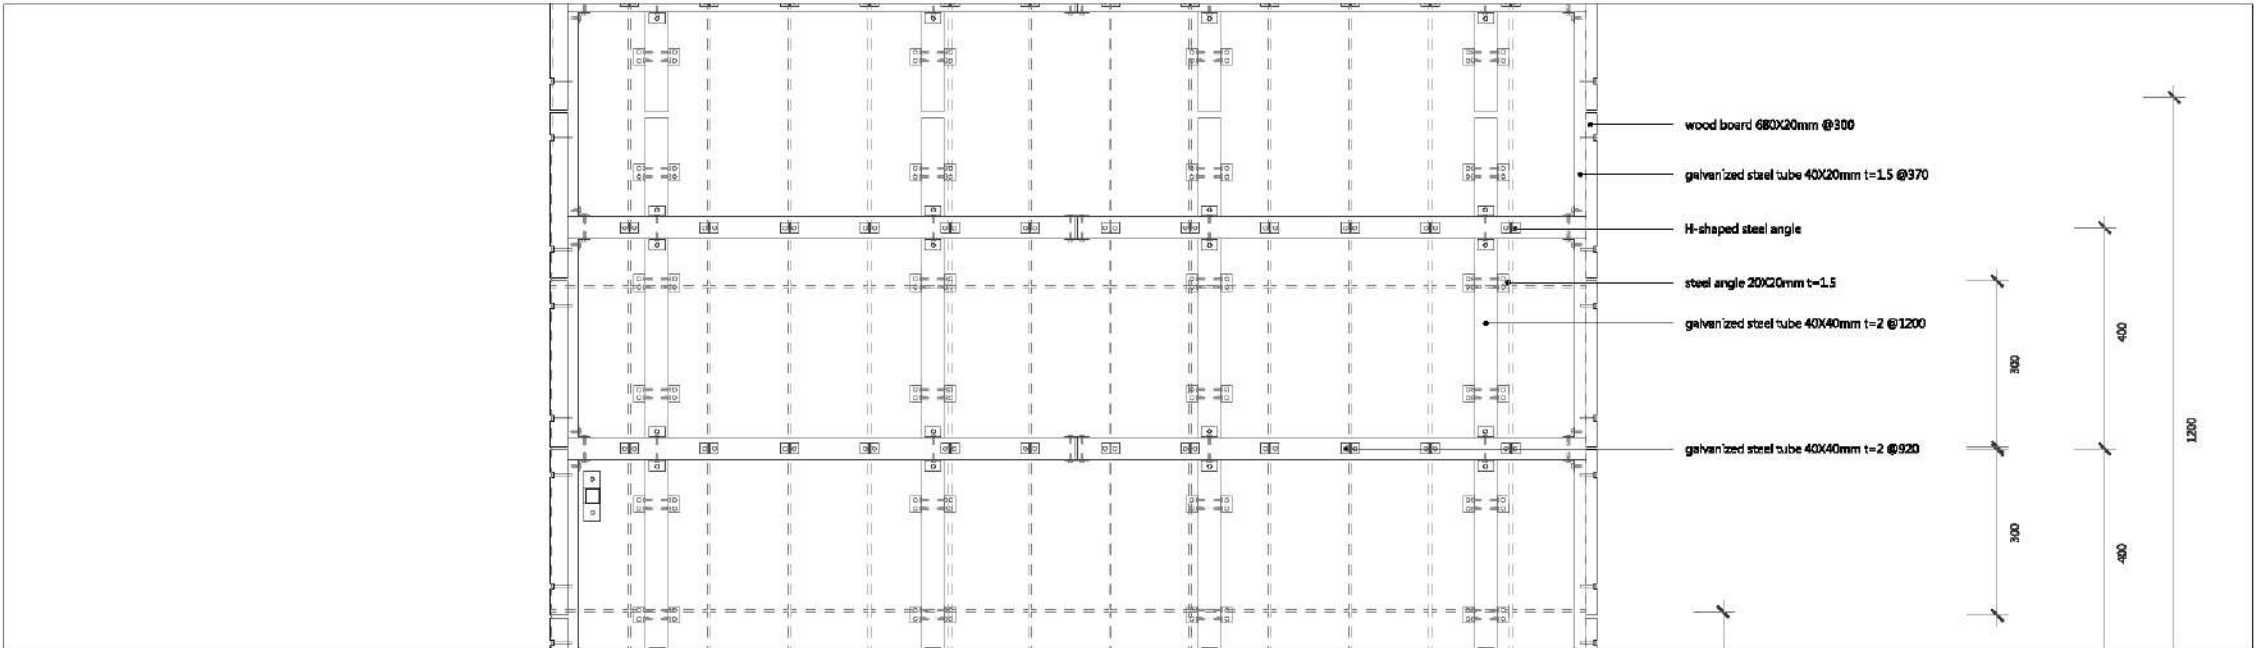 wood board 680X20mm @300
galvanized steel tube 40X20mm t=1.5 @370
H-shaped steel angle
steel angle 20X20mm t=1.5
galvanized steel tube 40X40mm t=2 @1200
galvanized steel tube 40X40mm t=2 @920
300
400
1200
300
400